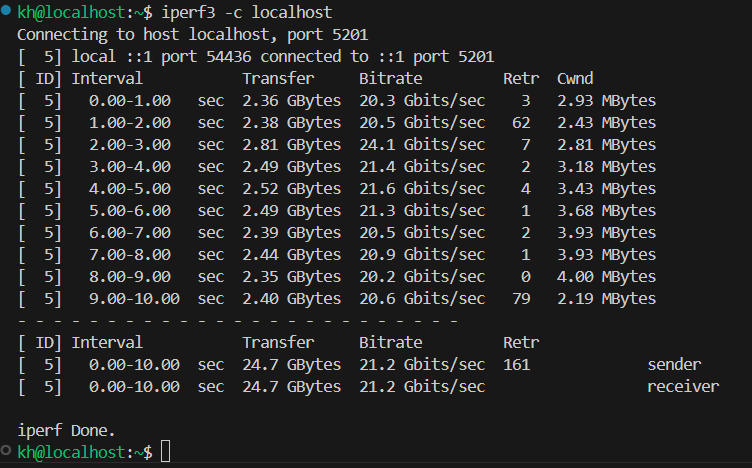 kh@localhost:~$ iperf3 -c localhost
Connecting to host localhost, port 5201
[  5] local ::1 port 54436 connected to ::1 port 5201
[ ID] Interval           Transfer     Bitrate         Retr  Cwnd
[  5]   0.00-1.00   sec  2.36 GBytes  20.3 Gbits/sec    3   2.93 MBytes
[  5]   1.00-2.00   sec  2.38 GBytes  20.5 Gbits/sec   62   2.43 MBytes
[  5]   2.00-3.00   sec  2.81 GBytes  24.1 Gbits/sec    7   2.81 MBytes
[  5]   3.00-4.00   sec  2.49 GBytes  21.4 Gbits/sec    2   3.18 MBytes
[  5]   4.00-5.00   sec  2.52 GBytes  21.6 Gbits/sec    4   3.43 MBytes
[  5]   5.00-6.00   sec  2.49 GBytes  21.3 Gbits/sec    1   3.68 MBytes
[  5]   6.00-7.00   sec  2.39 GBytes  20.5 Gbits/sec    2   3.93 MBytes
[  5]   7.00-8.00   sec  2.44 GBytes  20.9 Gbits/sec    1   3.93 MBytes
[  5]   8.00-9.00   sec  2.35 GBytes  20.2 Gbits/sec    0   4.00 MBytes
[  5]   9.00-10.00  sec  2.40 GBytes  20.6 Gbits/sec   79   2.19 MBytes
- - - - - - - - - - - - - - - - - - - - - - - - -
[ ID] Interval           Transfer     Bitrate         Retr
[  5]   0.00-10.00  sec  24.7 GBytes  21.2 Gbits/sec  161             sender
[  5]   0.00-10.00  sec  24.7 GBytes  21.2 Gbits/sec                  receiver
iperf Done.
kh@localhost:~$